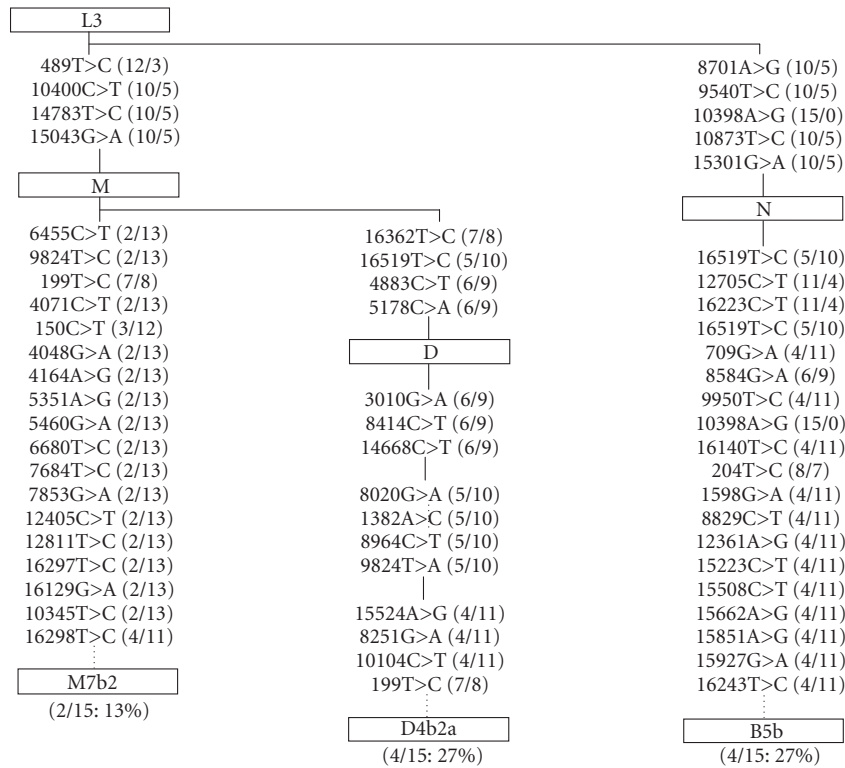 L3
489T>C (12/3)
10400C>T (10/5)
14783T>C (10/5)
15043G>A (10/5)
M
6455C>T (2/13)
9824T>C (2/13)
199T>C (7/8)
4071C>T (2/13)
150C>T (3/12)
4048G>A (2/13)
4164A>G (2/13)
5351A>G (2/13)
5460G>A (2/13)
6680T>C (2/13)
7684T>C (2/13)
7853G>A (2/13)
12405C>T (2/13)
12811T>C (2/13)
16297T>C (2/13)
16129G>A (2/13)
10345T>C (2/13)
16298T>C (4/11)
M7b2
(2/15: 13%)
16362T>C (7/8)
16519T>C (5/10)
4883C>T (6/9)
5178C>A (6/9)
D
3010G>A (6/9)
8414C>T (6/9)
14668C>T (6/9)
8020G>A (5/10)
1382A>C (5/10)
8964C>T (5/10)
9824T>A (5/10)
15524A>G (4/11)
8251G>A (4/11)
10104C>T (4/11)
199T>C (7/8)
D4b2a
(4/15: 27%)
8701A>G (10/5)
9540T>C (10/5)
10398A>G (15/0)
10873T>C (10/5)
15301G>A (10/5)
N
16519T>C (5/10)
12705C>T (11/4)
16223C>T (11/4)
16519T>C (5/10)
709G>A (4/11)
8584G>A (6/9)
9950T>C (4/11)
10398A>G (15/0)
16140T>C (4/11)
204T>C (8/7)
1598G>A (4/11)
8829C>T (4/11)
12361A>G (4/11)
15223C>T (4/11)
15508C>T (4/11)
15662A>G (4/11)
15851A>G (4/11)
15927G>A (4/11)
16243T>C (4/11)
B5b
(4/15: 27%)